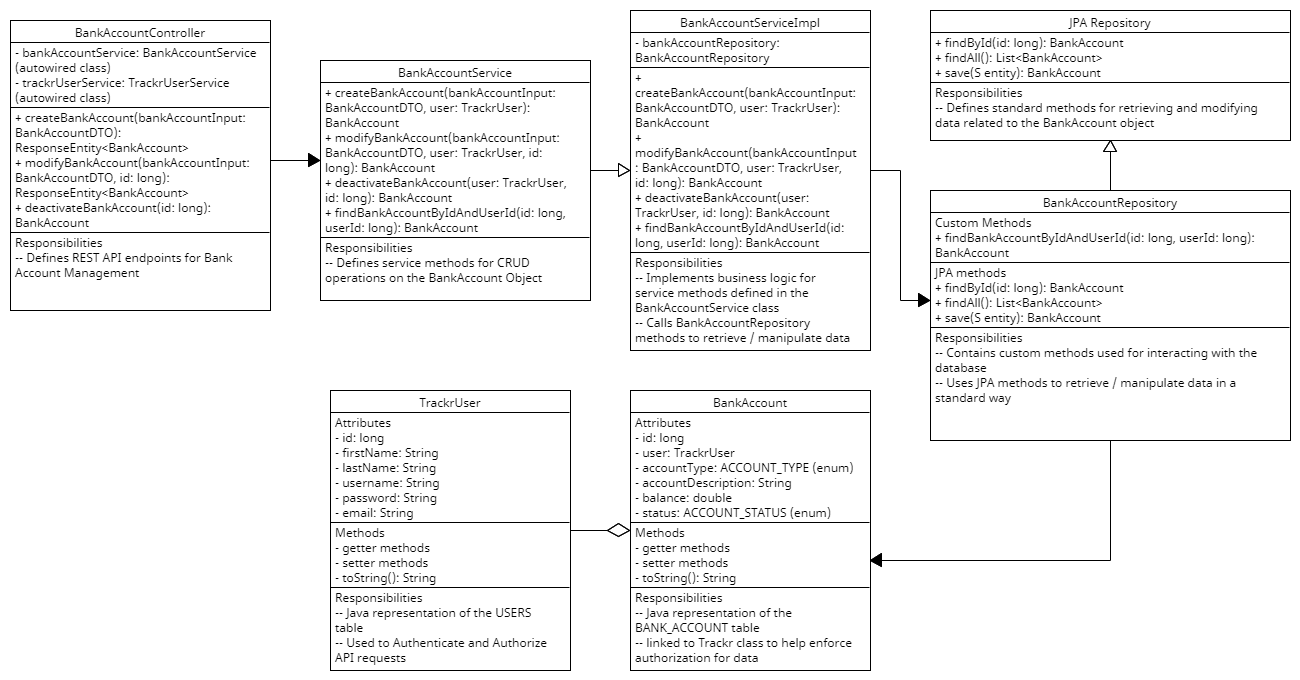 BankAccountController
- bankAccountService: BankAccountService
(autowired class)
- trackrUserService: TrackrUserService
(autowired class)
+ createBankAccount(bankAccountInput:
BankAccountDTO):
ResponseEntity<BankAccount>
+ modifyBankAccount(bankAccountInput:
BankAccountDTO, id: long):
ResponseEntity<BankAccount>
+ deactivateBankAccount(id: long):
BankAccount
Responsibilities
-- Defines REST API endpoints for Bank
Account Management
BankAccountService
+ createBankAccount(bankAccountInput:
BankAccountDTO, user: TrackrUser):
BankAccount
+ modifyBankAccount(bankAccountInput:
BankAccountDTO, user: TrackrUser, id:
long): BankAccount
+ deactivateBankAccount(user: TrackrUser,
id: long): BankAccount
+ findBankAccountByIdAndUserId(id: long,
userId: long): BankAccount
Responsibilities
-- Defines service methods for CRUD
operations on the BankAccount Object
BankAccountServiceImpl
- bankAccountRepository:
BankAccountRepository
+
createBankAccount(bankAccountInput:
BankAccountDTO, user: TrackrUser):
BankAccount
+
modifyBankAccount(bankAccountInput
: BankAccountDTO, user: TrackrUser,
id: long): BankAccount
+ deactivateBankAccount(user:
TrackrUser, id: long): BankAccount
+ findBankAccountByIdAndUserId(id:
long, userId: long): BankAccount
Responsibilities
-- Implements business logic for
service methods defined in the
BankAccountService class
-- Calls BankAccountRepository
methods to retrieve / manipulate data
JPA Repository
+ findById(id: long): BankAccount
+ findAll(): List<BankAccount>
+ save(S entity): BankAccount
Responsibilities
-- Defines standard methods for retrieving and modifying
data related to the BankAccount object
BankAccountRepository
Custom Methods
+ findBankAccountByIdAndUserId(id: long, userId: long):
BankAccount
JPA methods
+ findById(id: long): BankAccount
+ findAll(): List<BankAccount>
+ save(S entity): BankAccount
Responsibilities
-- Contains custom methods used for interacting with the
database
-- Uses JPA methods to retrieve / manipulate data in a
standard way
TrackrUser
Attributes
- id: long
- firstName: String
- lastName: String
- username: String
- password: String
- email: String
Methods
- getter methods
- setter methods
- toString(): String
Responsibilities
-- Java representation of the USERS
table
-- Used to Authenticate and Authorize
API requests
BankAccount
Attributes
- id: long
- user: TrackrUser
- accountType: ACCOUNT_TYPE (enum)
- accountDescription: String
- balance: double
- status: ACCOUNT_STATUS (enum)
Methods
- getter methods
- setter methods
- toString(): String
Responsibilities
-- Java representation of the
BANK_ACCOUNT table
-- linked to Trackr class to help enforce
authorization for data